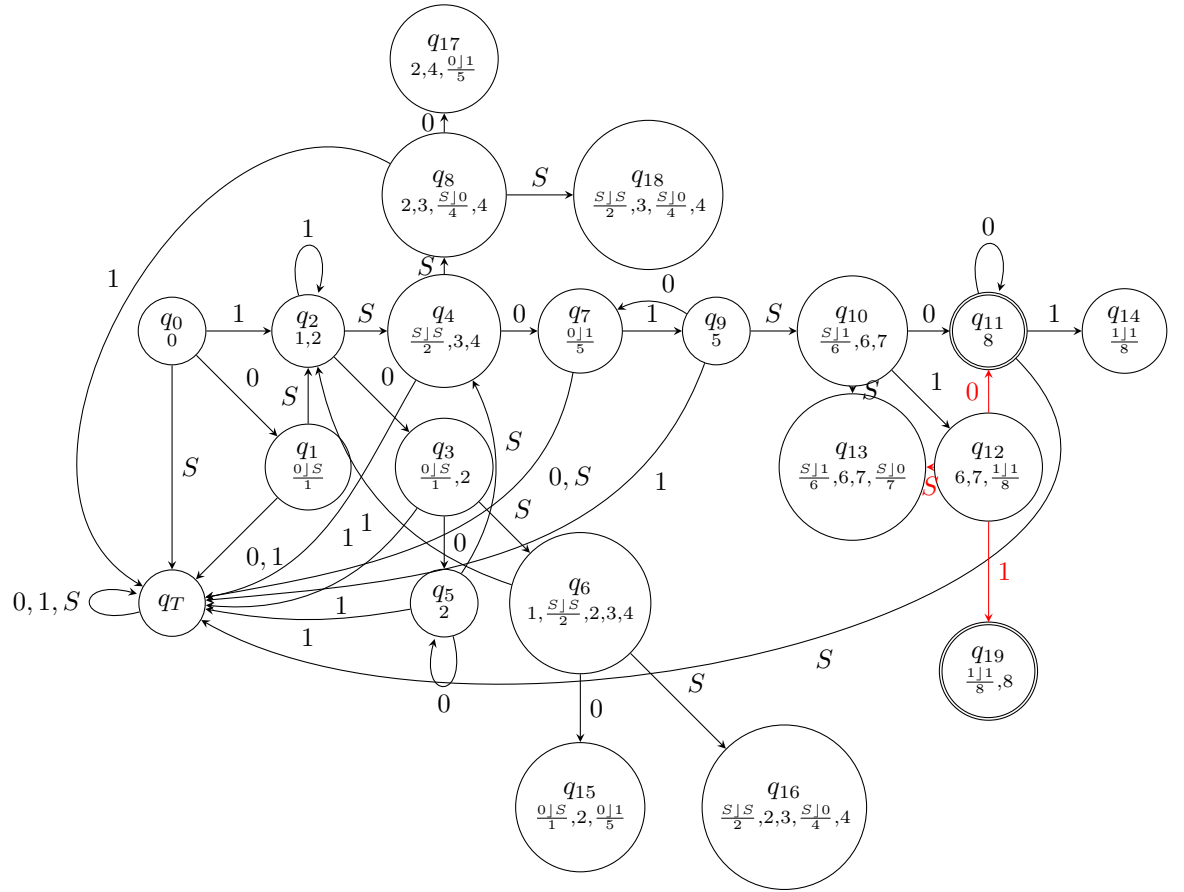 q17
2,4,0⌋1/5
0
q8
2,3,S⌋0/4,4
S
q18
S⌋S/2,3,S⌋0/4,4
1
1
S
0
0
q0
0
1
q2
1,2
S
q4
S⌋S/2,3,4
0
q7
0⌋1/5
1
q9
5
S
q10
S⌋1/6,6,7
0
q11
8
1
q14
1⌋1/8
0
0
S
S
1
0
S
q1
0⌋S/1
q3
0⌋S/1,2
S
q13
S⌋1/6,6,7,S⌋0/7
S
q12
6,7,1⌋1/8
S
0,S
1
0,1
1
1
0
S
1
0,1,S
qT
1
q5
2
q6
1,S⌋S/2,2,3,4
1
0
S
S
q19
1⌋1/8,8
0
q15
0⌋S/1,2,0⌋1/5
q16
S⌋S/2,2,3,S⌋0/4,4